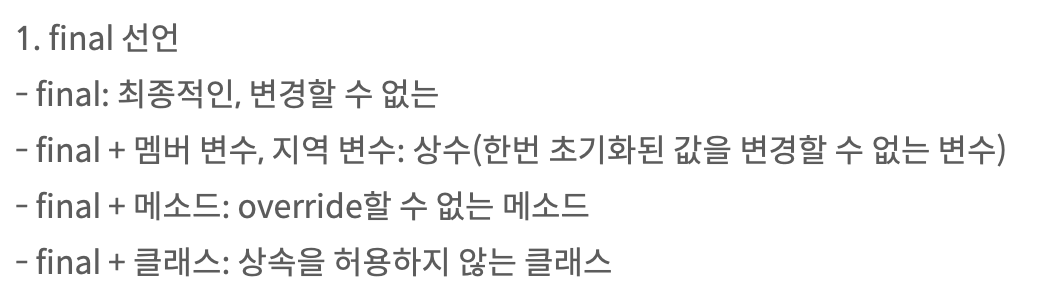 1. final 선언
- final: 최종적인, 변경할 수 없는
- final + 멤버 변수, 지역 변수: 상수(한번 초기화된 값을 변경할 수 없는 변수)
- final + 메소드: override할 수 없는 메소드
- final + 클래스: 상속을 허용하지 않는 클래스